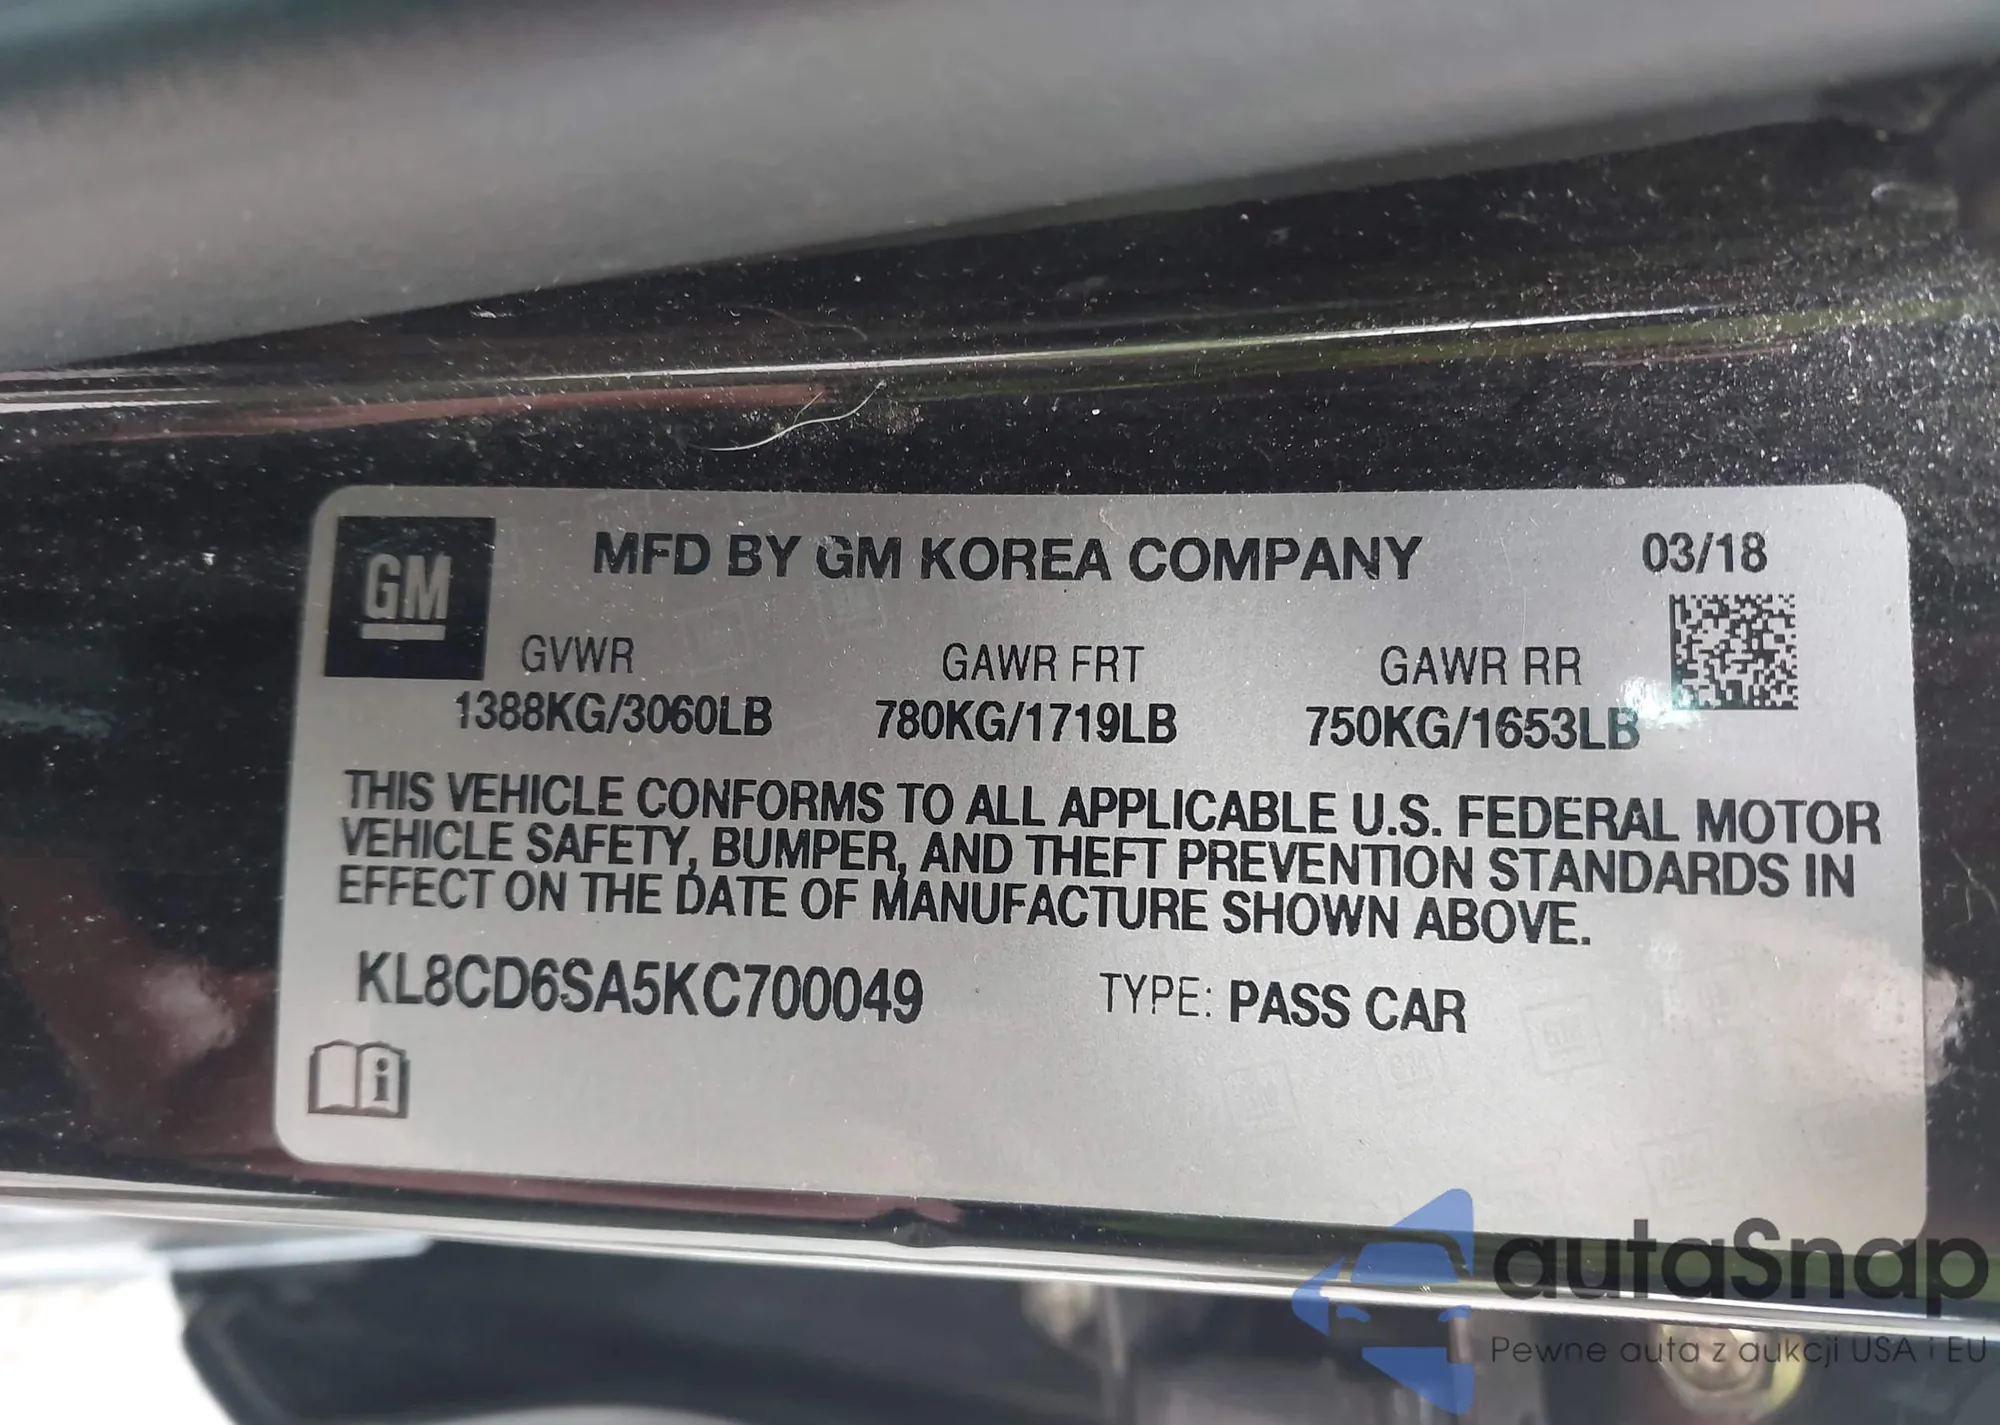 GM
MFD BY GM KOREA COMPANY 03/18
GVWR GAWR FRT GAWR RR
1388KG/3060LB 780KG/1719LB 750KG/1653LB
THIS VEHICLE CONFORMS TO ALL APPLICABLE U.S. FEDERAL MOTOR
VEHICLE SAFETY, BUMPER, AND THEFT PREVENTION STANDARDS IN
EFFECT ON THE DATE OF MANUFACTURE SHOWN ABOVE.
KL8CD6SA5KC700049 TYPE: PASS CAR
i
autaSnap
Pewne auta z aukcji USA i EU